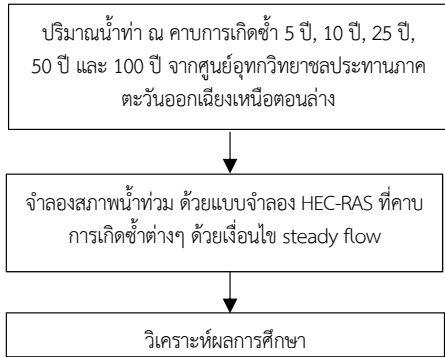 ปริมาณน้ำท่า ณ คาบการเกิดซ้ำ 5 ปี, 10 ปี, 25 ปี,
50 ปี และ 100 ปี จากศูนย์อุทกวิทยาชลประทานภาค
ตะวันออกเฉียงเหนือตอนล่าง
จำลองสภาพน้ำท่วม ด้วยแบบจำลอง HEC-RAS ที่คาบ
การเกิดซ้ำต่างๆ ด้วยเงื่อนไข steady flow
วิเคราะห์ผลการศึกษา